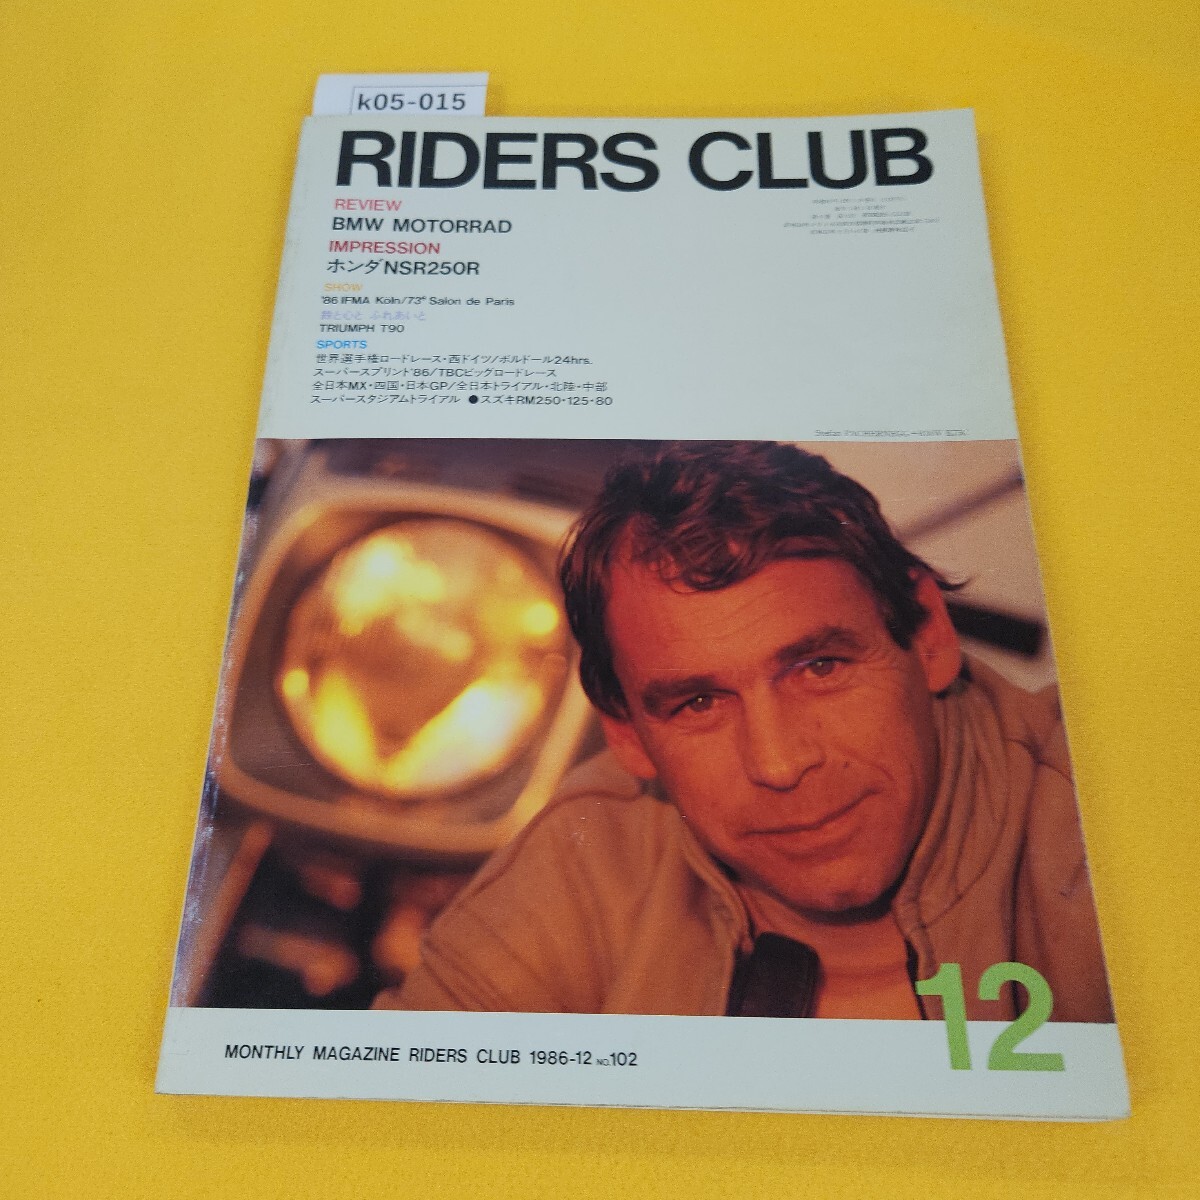 k05-015
RIDERS CLUB
REVIEW
BMW MOTORRAD
IMPRESSION
ホンダNSR250R
SHOW
'86 IFMA Koln/73e Salon de Paris
ふれあいと
TRIUMPH T90
SPORTS
世界選手権ロードレース・西ドイツ/ボルドール24hrs.
スーパースプリント'86/TBCビッグロードレース
全日本MX・四国・日本GP/全日本トライアル・北陸・中部
スーパースタジアムトライアル ●スズキRM250・125・80
12
MONTHLY MAGAZINE RIDERS CLUB 1986-12 NO.102